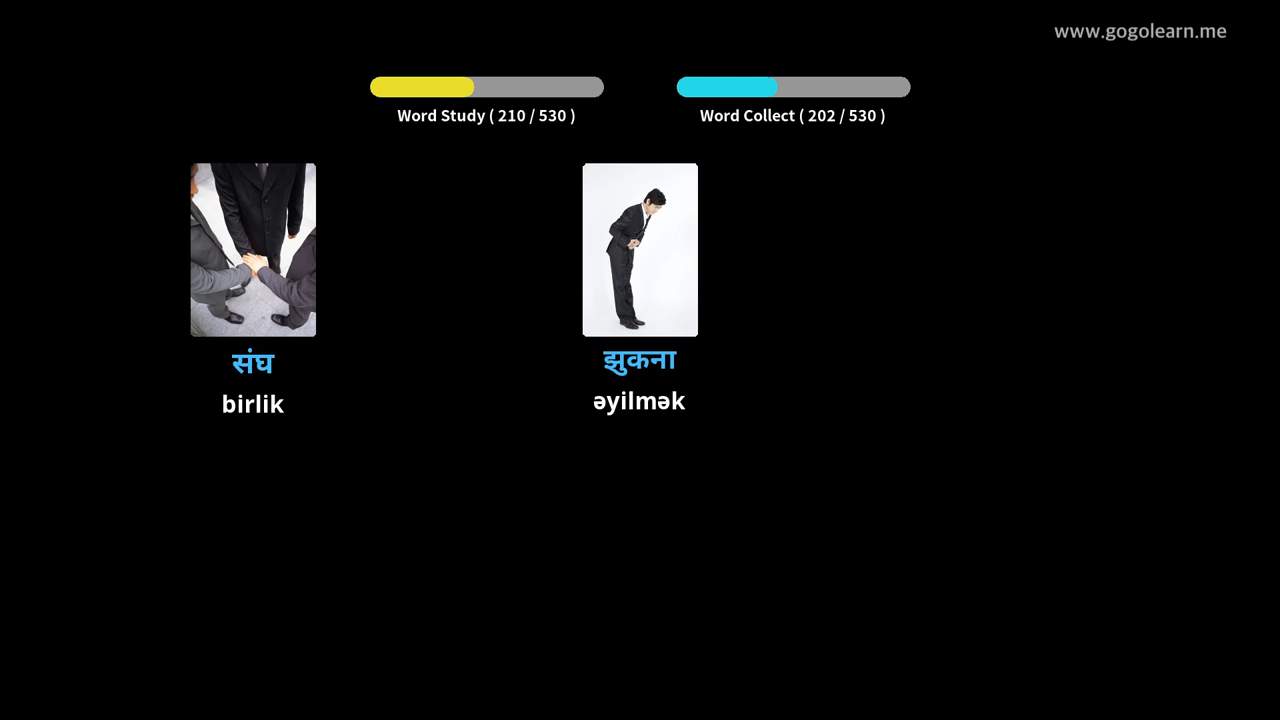 www.gogolearn.me
Word Study ( 210 / 530 )
Word Collect ( 202 / 530 )
संघ
birlik
झुकना
əyilmək